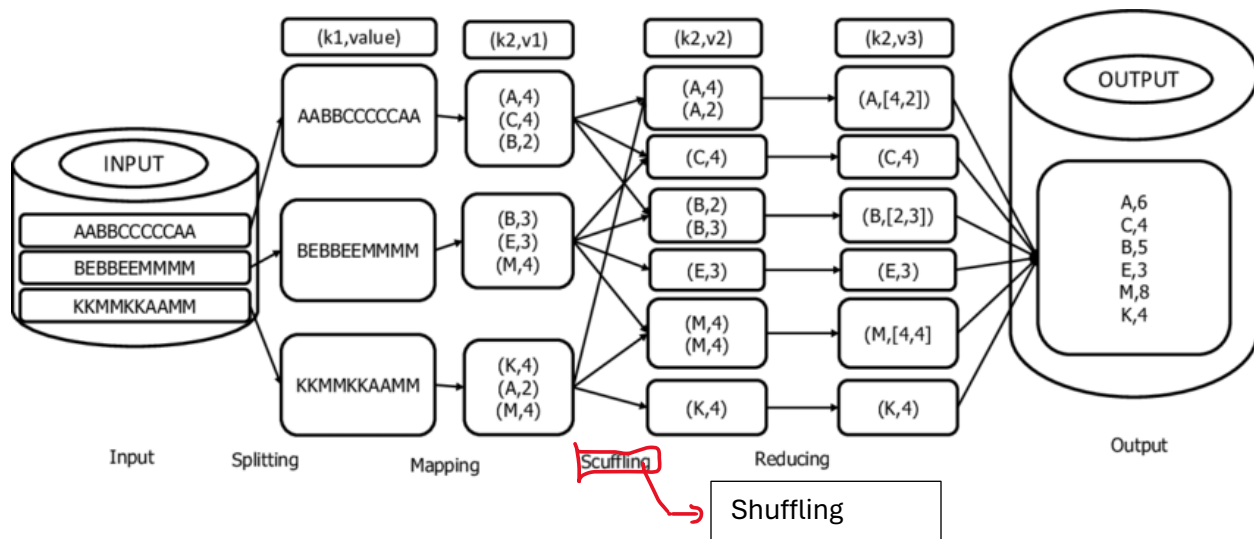 (k1,value)
(k2,v1)
(k2,v2)
(k2,v3)
INPUT
AABBCCCCCAA
BEBBEEMMMM
KKMMKKAAMM
AABBCCCCCAA
BEBBEEMMMM
KKMMKKAAMM
(A,4)
(C,4)
(B,2)
(B,3)
(E,3)
(M,4)
(K,4)
(A,2)
(M,4)
(A,4)
(A,2)
(C,4)
(B,2)
(B,3)
(E,3)
(M,4)
(M,4)
(K,4)
(A,[4,2])
(C,4)
(B,[2,3])
(E,3)
(M,[4,4]
(K,4)
OUTPUT
A,6
C,4
B,5
E,3
M,8
K,4
Input
Splitting
Mapping
Scuffling
Reducing
Output
Shuffling